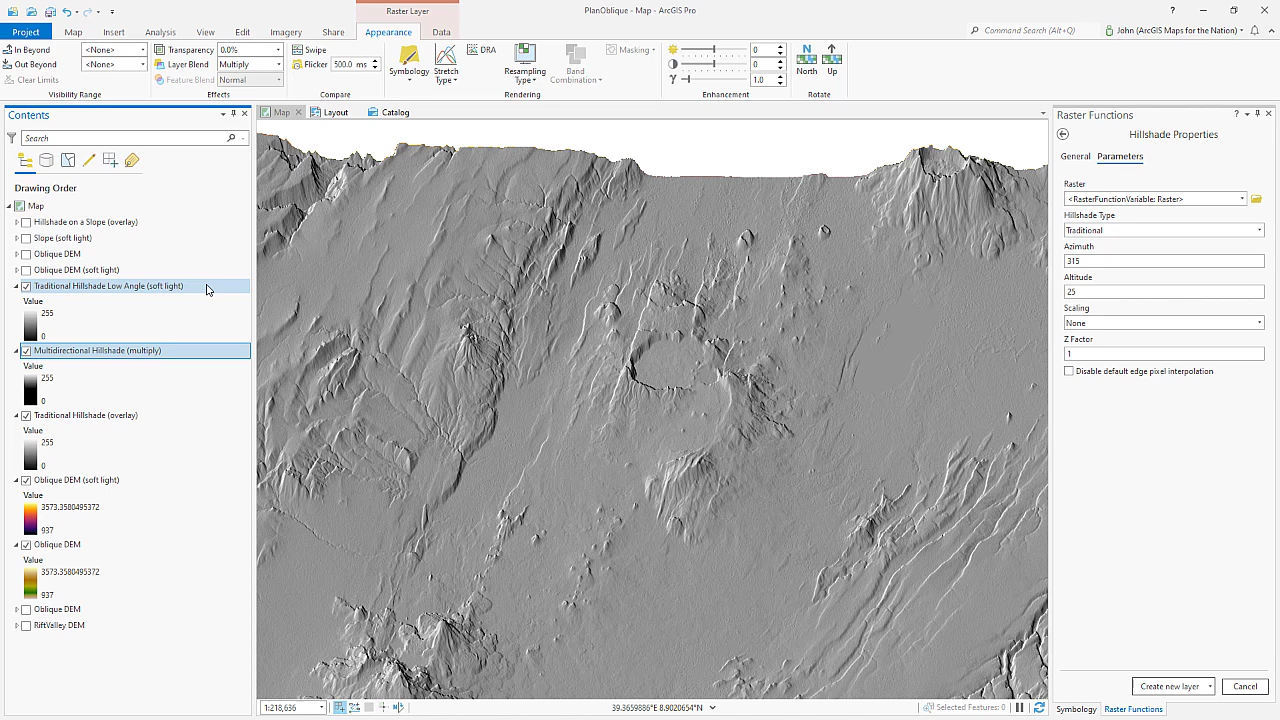 Raster Layer
PlanOblique - Map - ArcGIS Pro
Project Map Insert Analysis View Edit Imagery Share Appearance Data
Command Search (Alt+Q)
John (ArcGIS Maps for the Nation)
In Beyond <None>
Out Beyond <None>
Clear Limits
Visibility Range
Transparency 0.0%
Layer Blend Multiply
Feature Blend Normal
Effects
Swipe
Flicker 500.0 ms
Compare
Symbology
Stretch Type
DRA
Resampling Type
Band Combination
Masking
Rendering
0
0
1.0
Enhancement
North Up
Rotate
Contents
Search
Drawing Order
Map
Hillshade on a Slope (overlay)
Slope (soft light)
Oblique DEM
Oblique DEM (soft light)
Traditional Hillshade Low Angle (soft light)
Value
255
0
Multidirectional Hillshade (multiply)
Value
255
0
Traditional Hillshade (overlay)
Value
255
0
Oblique DEM (soft light)
Value
3573.3580495372
937
Oblique DEM
Value
3573.3580495372
937
Oblique DEM
RiftValley DEM
Map Layout Catalog
1:218,636
39.3659886°E 8.9020654°N
Selected Features: 0
Raster Functions
Hillshade Properties
General Parameters
Raster
<RasterFunctionVariable: Raster>
Hillshade Type
Traditional
Azimuth
315
Altitude
25
Scaling
None
Z Factor
1
Disable default edge pixel interpolation
Create new layer Cancel
Symbology Raster Functions